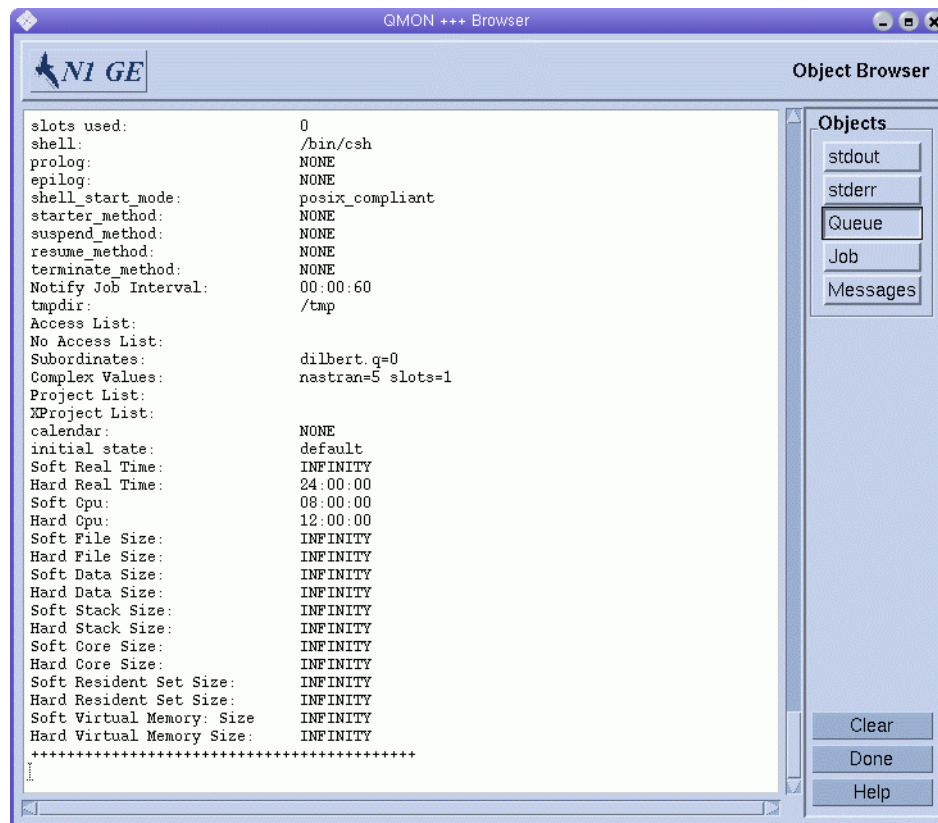 QMON +++ Browser
N1 GE
Object Browser
slots used: 0
shell: /bin/csh
prolog: NONE
epilog: NONE
shell_start_mode: posix_compliant
starter_method: NONE
suspend_method: NONE
resume_method: NONE
terminate_method: NONE
Notify Job Interval: 00:00:60
tmpdir: /tmp
Access List:
No Access List:
Subordinates: dilbert.q=0
Complex Values: nastran=5 slots=1
Project List:
XProject List:
calendar: NONE
initial state: default
Soft Real Time: INFINITY
Hard Real Time: 24:00:00
Soft Cpu: 08:00:00
Hard Cpu: 12:00:00
Soft File Size: INFINITY
Hard File Size: INFINITY
Soft Data Size: INFINITY
Hard Data Size: INFINITY
Soft Stack Size: INFINITY
Hard Stack Size: INFINITY
Soft Core Size: INFINITY
Hard Core Size: INFINITY
Soft Resident Set Size: INFINITY
Hard Resident Set Size: INFINITY
Soft Virtual Memory: Size INFINITY
Hard Virtual Memory Size: INFINITY
+++++++++++++++++++++++++++++++++++++++++++
Objects
stdout
stderr
Queue
Job
Messages
Clear
Done
Help